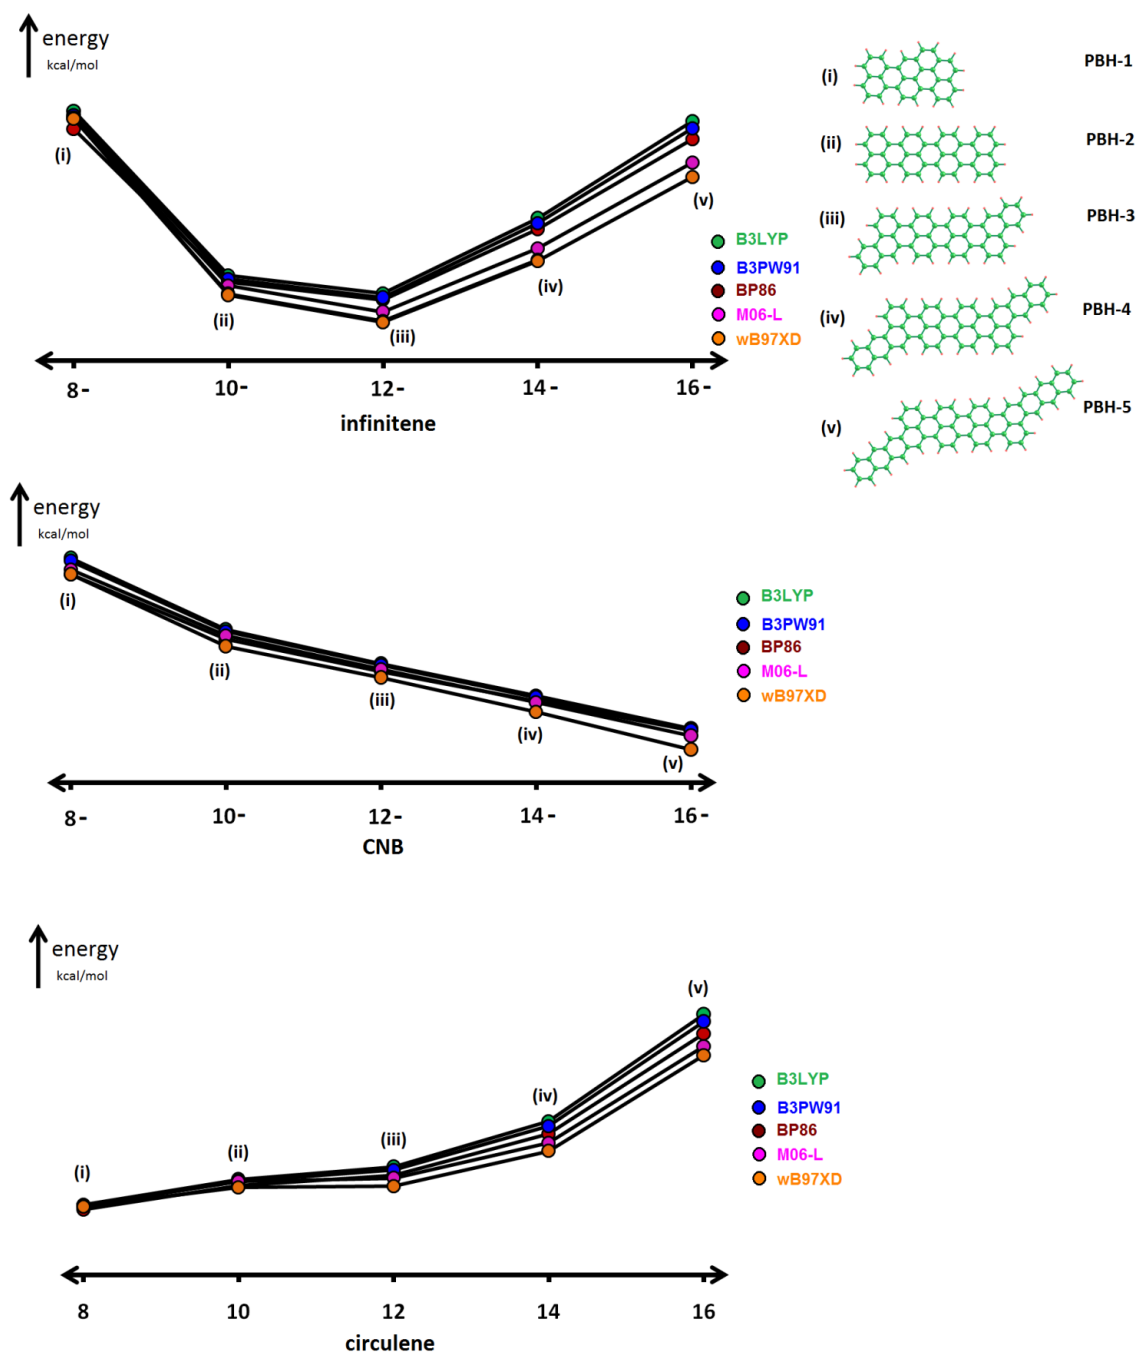 energy
kcal/mol
(i)
(ii)
(iii)
(iv)
(v)
B3LYP
B3PW91
BP86
M06-L
wB97XD
8- 10- 12- 14- 16-
infinitene
(i) PBH-1
(ii) PBH-2
(iii) PBH-3
(iv) PBH-4
(v) PBH-5
energy
kcal/mol
(i)
(ii)
(iii)
(iv)
(v)
B3LYP
B3PW91
BP86
M06-L
wB97XD
8- 10- 12- 14- 16-
CNB
energy
kcal/mol
(i)
(ii)
(iii)
(iv)
(v)
B3LYP
B3PW91
BP86
M06-L
wB97XD
8 10 12 14 16
circulene